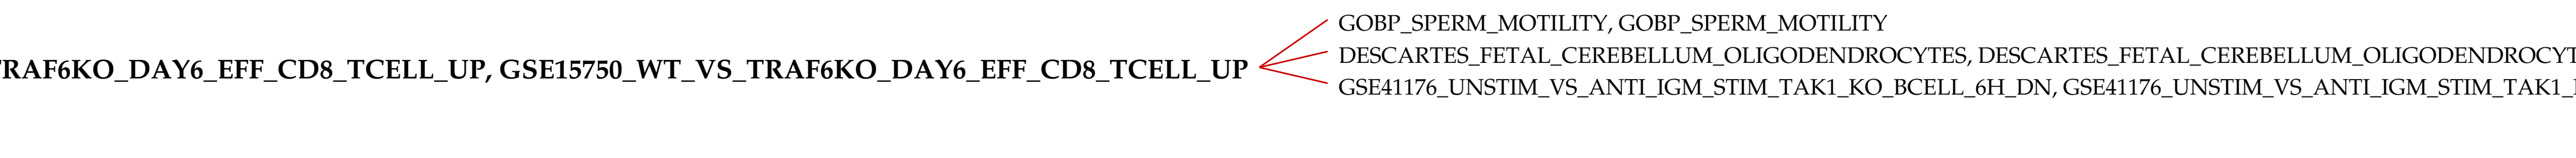 TRAF6KO_DAY6_EFF_CD8_TCELL_UP, GSE15750_WT_VS_TRAF6KO_DAY6_EFF_CD8_TCELL_UP
GOBP_SPERM_MOTILITY, GOBP_SPERM_MOTILITY
DESCARTES_FETAL_CEREBELLUM_OLIGODENDROCYTES, DESCARTES_FETAL_CEREBELLUM_OLIGODENDROCYT
GSE41176_UNSTIM_VS_ANTI_IGM_STIM_TAK1_KO_BCELL_6H_DN, GSE41176_UNSTIM_VS_ANTI_IGM_STIM_TAK1_